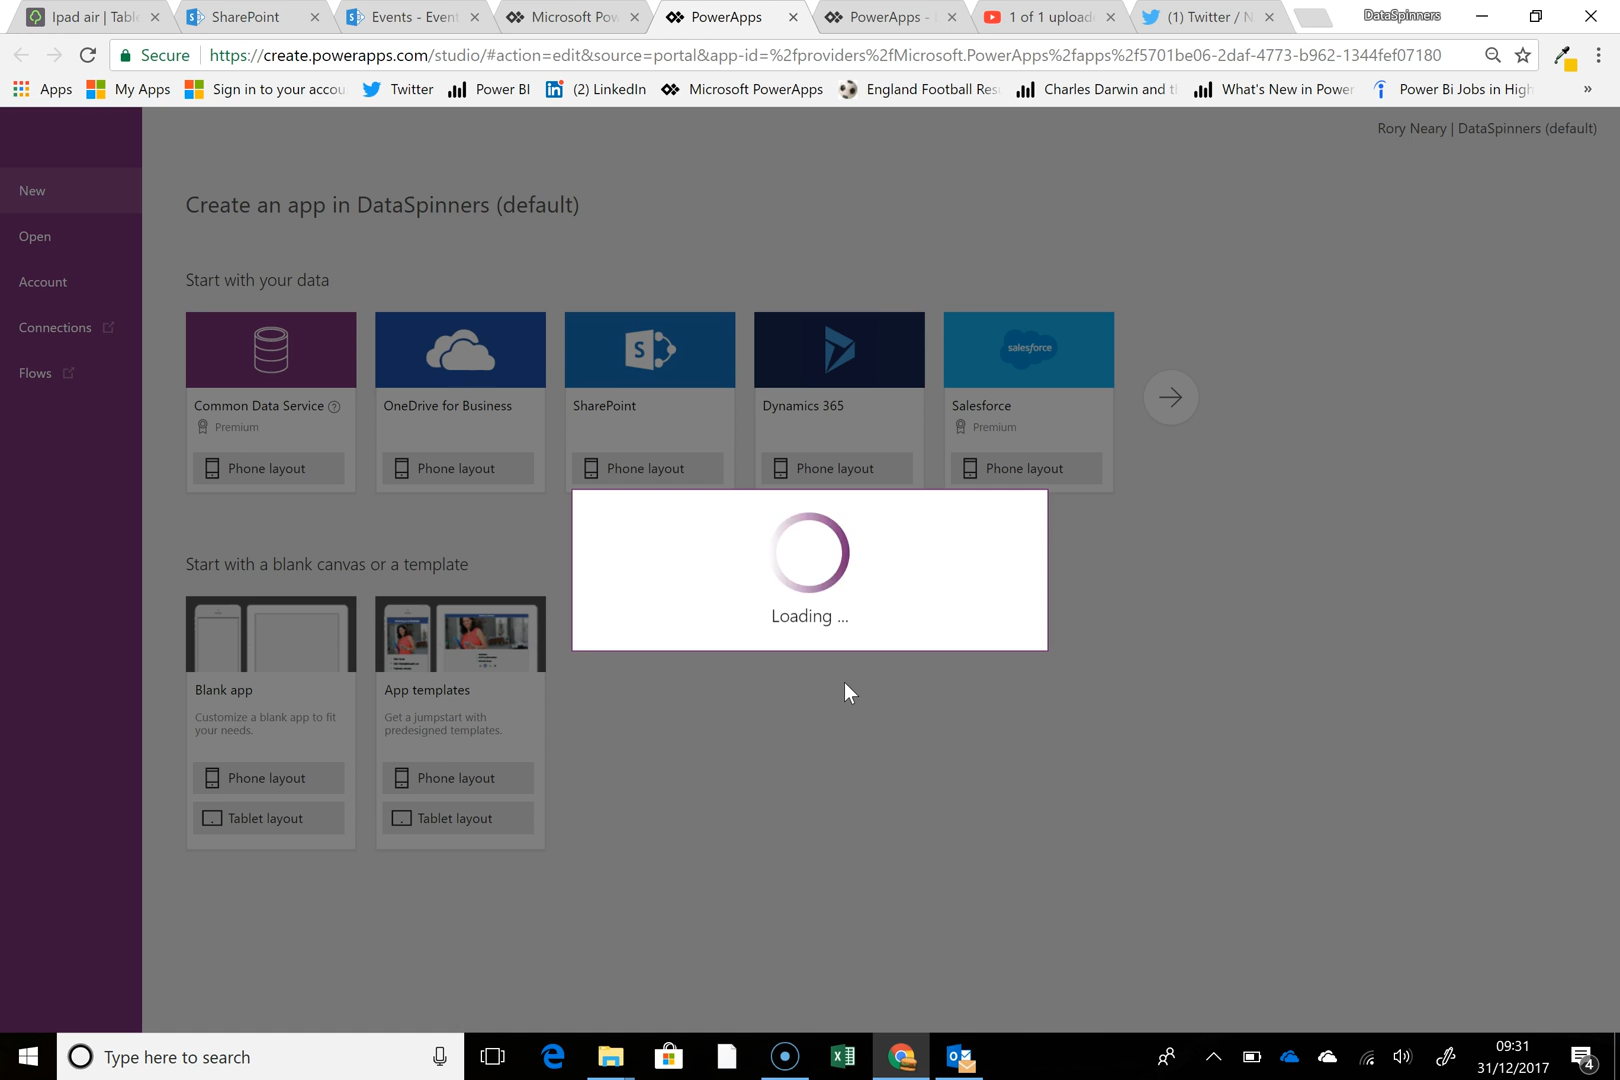 Ipad air | Tabl
SharePoint
Events - Event
Microsoft Pow
PowerApps
PowerApps -
1 of 1 upload
(1) Twitter / N
DataSpinners
Secure
https://create.powerapps.com/studio/#action=edit&source=portal&app-id=%2fproviders%2fMicrosoft.PowerApps%2fapps%2f5701be06-2daf-4773-b962-1344fef07180
Apps
My Apps
Sign in to your accou
Twitter
Power BI
(2) LinkedIn
Microsoft PowerApps
England Football Res
Charles Darwin and t
What's New in Power
Power Bi Jobs in High
»
Rory Neary | DataSpinners (default)
New
Open
Account
Connections
Flows
Create an app in DataSpinners (default)
Start with your data
salesforce
Common Data Service
Premium
Phone layout
OneDrive for Business
Phone layout
SharePoint
Phone layout
Dynamics 365
Phone layout
Salesforce
Premium
Phone layout
Loading ...
Start with a blank canvas or a template
Blank app
Customize a blank app to fit
your needs.
Phone layout
Tablet layout
App templates
Get a jumpstart with
predesigned templates.
Phone layout
Tablet layout
Type here to search
09:31
31/12/2017
4